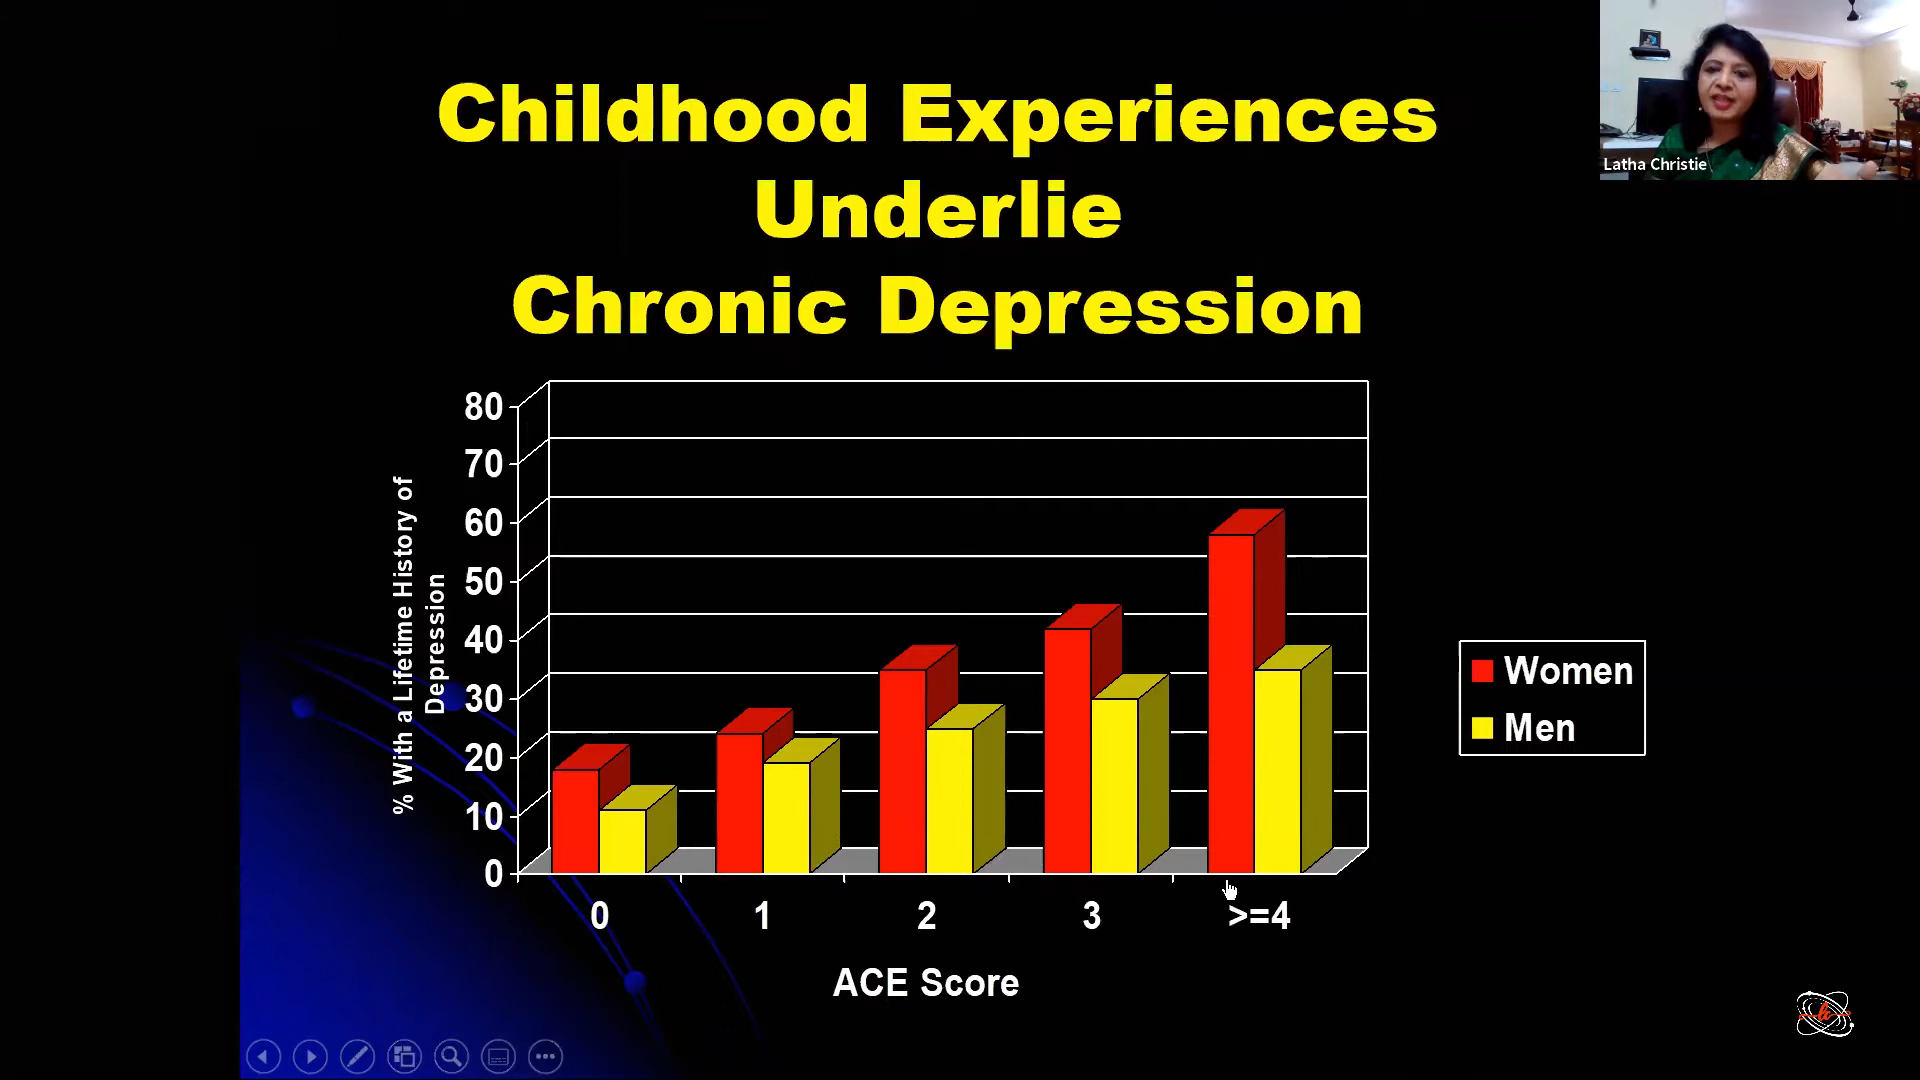 Childhood Experiences
Underlie
Chronic Depression
Latha Christie
% With a Lifetime History of
Depression
80
70
60
50
40
30
20
10
0
0 1 2 3 >=4
ACE Score
Women
Men